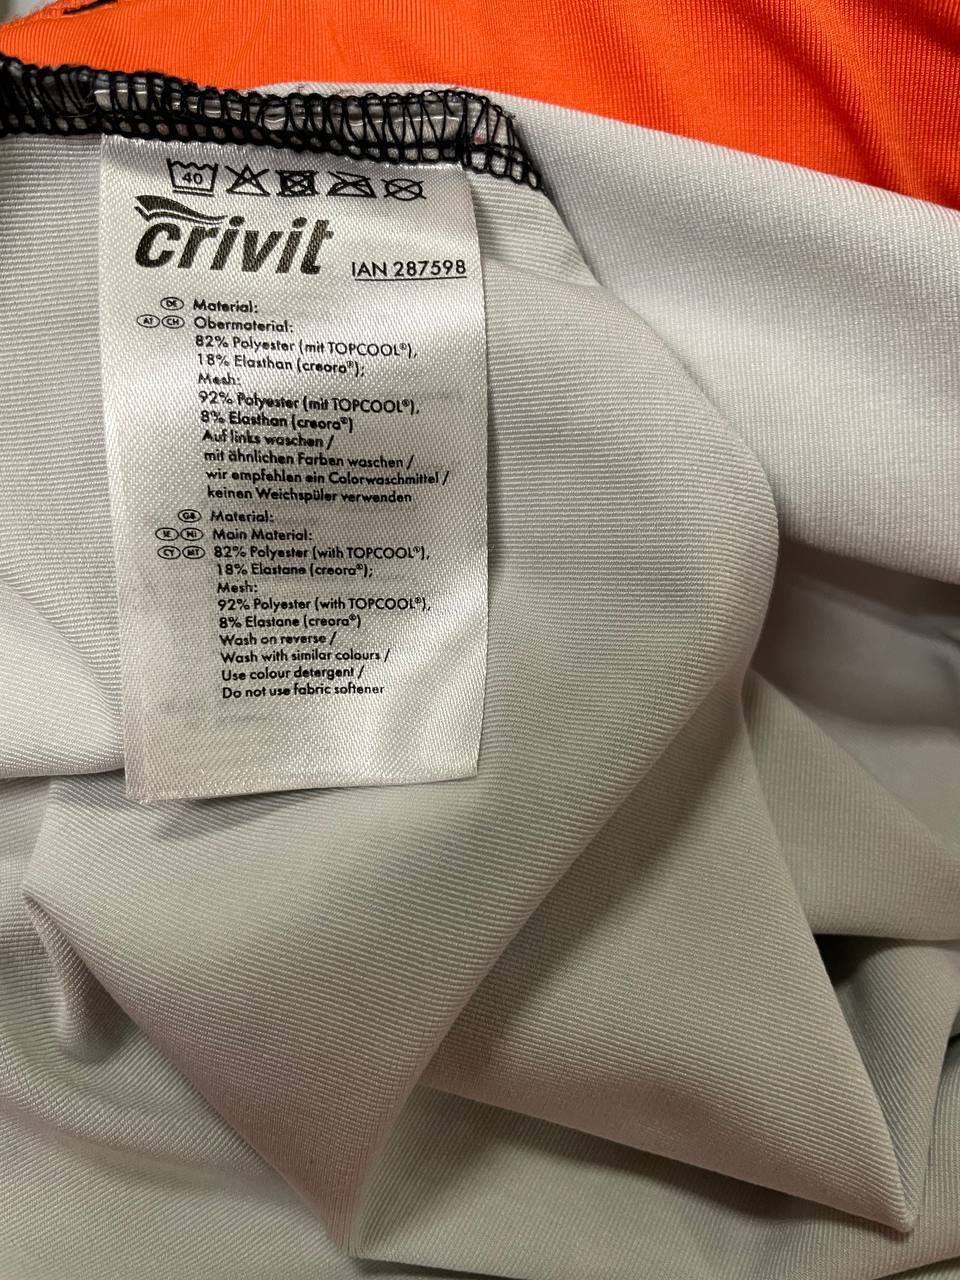 40
crivit
IAN 287598
DE Material:
AT CH Obermaterial:
82% Polyester (mit TOPCOOL®),
18% Elasthan (creora®);
Mesh:
92% Polyester (mit TOPCOOL®),
8% Elasthan (creora®)
Auf links waschen /
mit ähnlichen Farben waschen /
wir empfehlen ein Colorwaschmittel /
keinen Weichspüler verwenden
GB Material:
IE NI Main Material:
CY MT 82% Polyester (with TOPCOOL®),
18% Elastane (creora®);
Mesh:
92% Polyester (with TOPCOOL®),
8% Elastane (creora®)
Wash on reverse /
Wash with similar colours /
Use colour detergent /
Do not use fabric softener